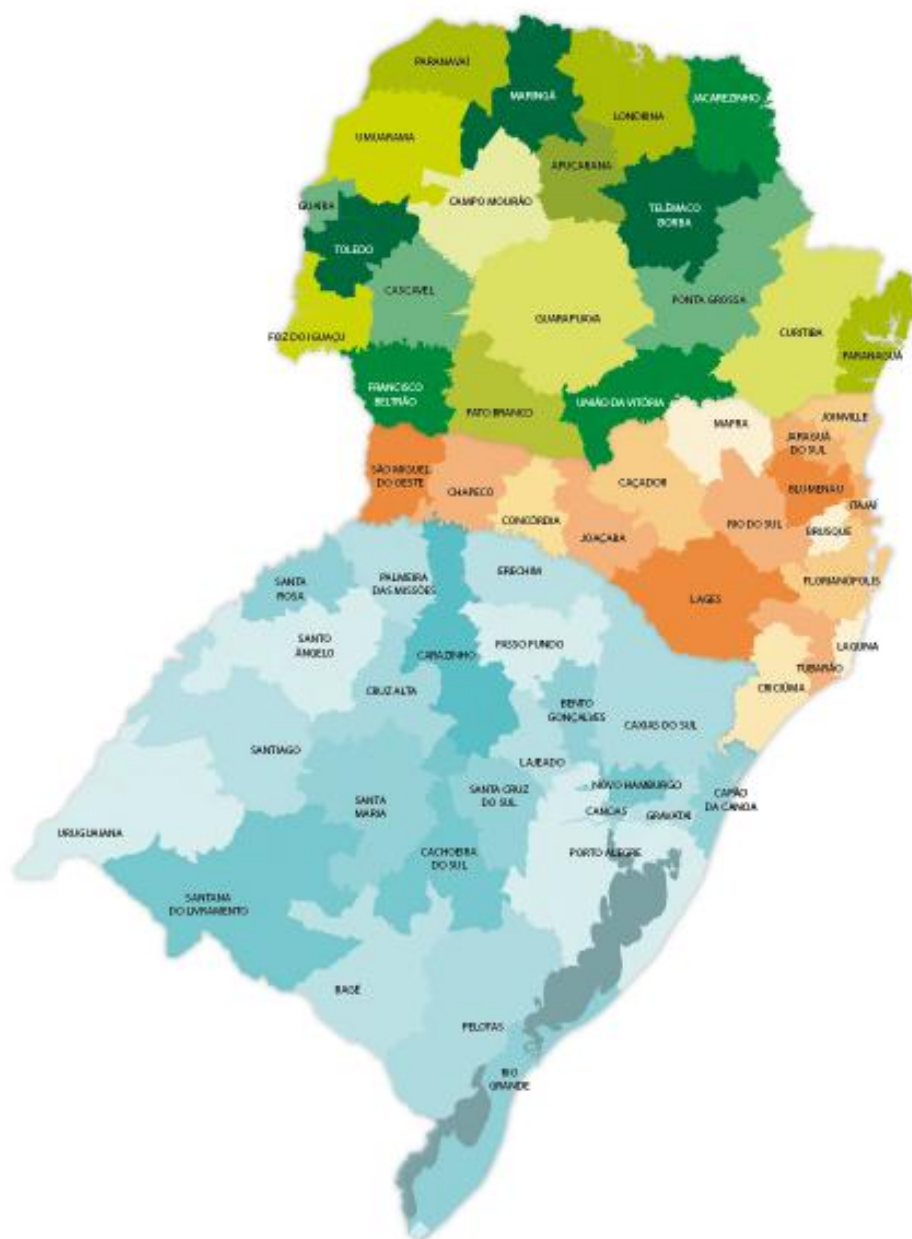 PARANAVAÍ
MARINGÁ
JACAREZINHO
LONDRINA
UMUARAMA
APUCARANA
CAMPO MOURÃO
GUAÍRA
TELÊMACO
BORBA
TOLEDO
CASCAVEL
PONTA GROSSA
GUARAPUAVA
CURITIBA
FOZ DO IGUAÇU
PARANAGUÁ
FRANCISCO
BELTRÃO
UNIÃO DA VITÓRIA
PATO BRANCO
MAFRA
JOINVILLE
JARAGUÁ
DO SUL
SÃO MIGUEL
DO OESTE
CHAPECÓ
CAÇADOR
BLUMENAU
ITAJAÍ
CONCÓRDIA
RIO DO SUL
BRUSQUE
JOAÇABA
ERECHIM
PALMEIRA
DAS MISSÕES
SANTA
ROSA
FLORIANÓPOLIS
LAGES
SANTO
ÂNGELO
CARAZINHO
PASSO FUNDO
LAGUNA
TUBARÃO
CRICIÚMA
CRUZ ALTA
BENTO
GONÇALVES
CAXIAS DO SUL
SANTIAGO
LAJEADO
NOVO HAMBURGO
CAPÃO
DA CANOA
SANTA CRUZ
DO SUL
SANTA
MARIA
CANOAS
GRAVATAÍ
URUGUAIANA
CACHOEIRA
DO SUL
PORTO ALEGRE
SANTANA
DO LIVRAMENTO
BAGÉ
PELOTAS
RIO
GRANDE